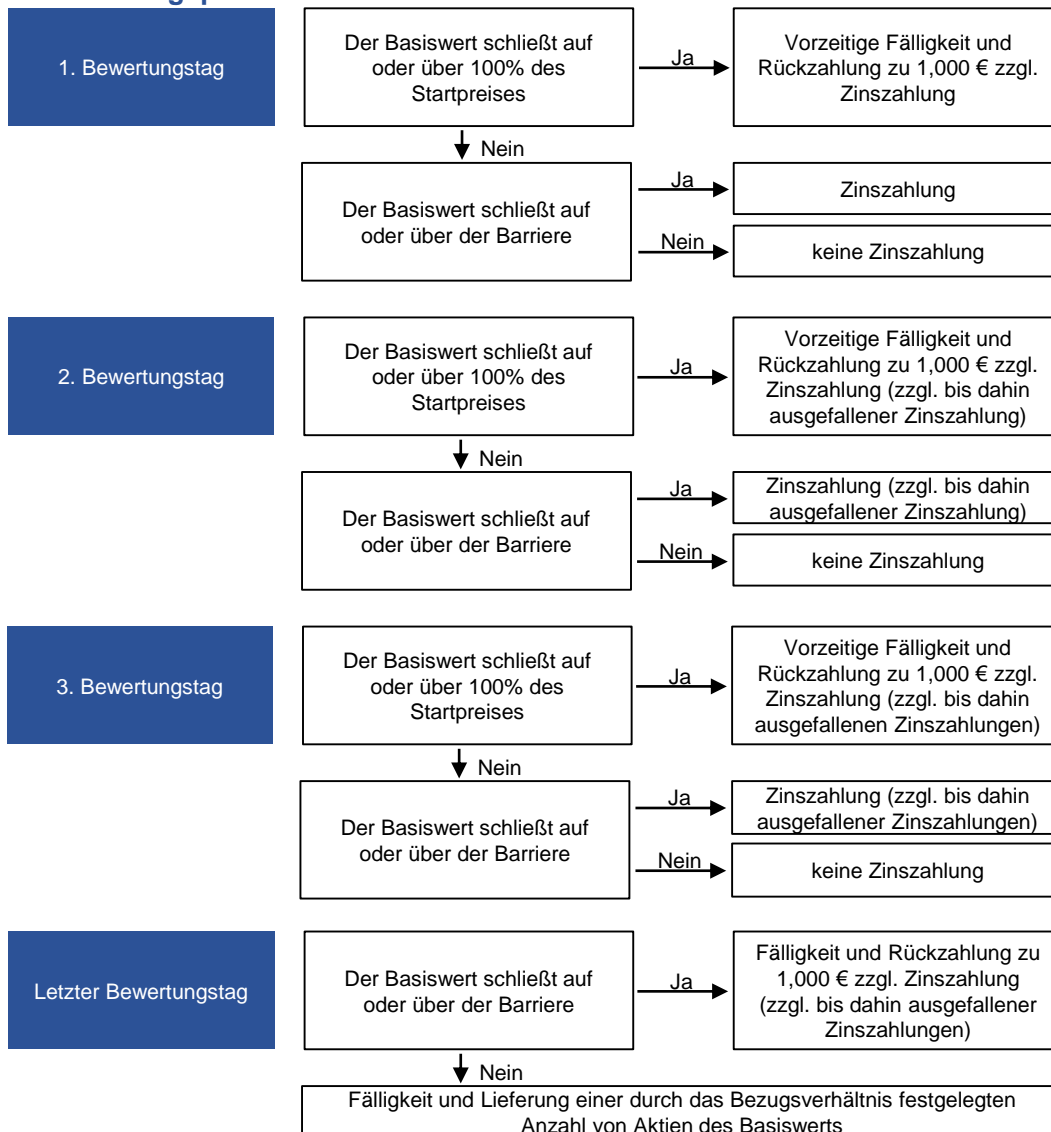 1. Bewertungstag
Der Basiswert schließt auf
oder über 100% des
Startpreises
Ja
Vorzeitige Fälligkeit und
Rückzahlung zu 1,000 € zzgl.
Zinszahlung
Nein
Der Basiswert schließt auf
oder über der Barriere
Ja
Zinszahlung
Nein
keine Zinszahlung
2. Bewertungstag
Der Basiswert schließt auf
oder über 100% des
Startpreises
Ja
Vorzeitige Fälligkeit und
Rückzahlung zu 1,000 € zzgl.
Zinszahlung (zzgl. bis dahin
ausgefallener Zinszahlung)
Nein
Der Basiswert schließt auf
oder über der Barriere
Ja
Zinszahlung (zzgl. bis dahin
ausgefallener Zinszahlung)
Nein
keine Zinszahlung
3. Bewertungstag
Der Basiswert schließt auf
oder über 100% des
Startpreises
Ja
Vorzeitige Fälligkeit und
Rückzahlung zu 1,000 € zzgl.
Zinszahlung (zzgl. bis dahin
ausgefallenen Zinszahlungen)
Nein
Der Basiswert schließt auf
oder über der Barriere
Ja
Zinszahlung (zzgl. bis dahin
ausgefallener Zinszahlungen)
Nein
keine Zinszahlung
Letzter Bewertungstag
Der Basiswert schließt auf
oder über der Barriere
Ja
Fälligkeit und Rückzahlung zu
1,000 € zzgl. Zinszahlung
(zzgl. bis dahin ausgefallener
Zinszahlungen)
Nein
Fälligkeit und Lieferung einer durch das Bezugsverhältnis festgelegten
Anzahl von Aktien des Basiswerts